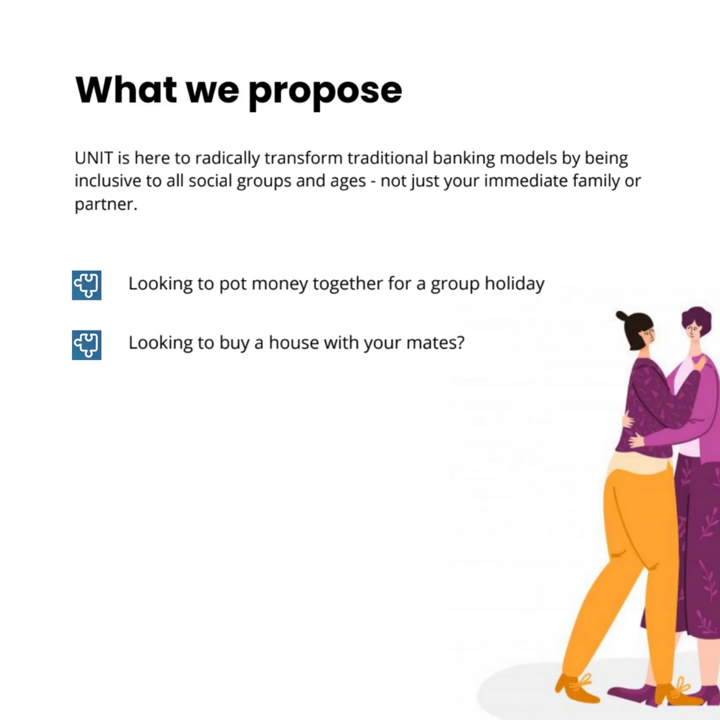 What we propose
UNIT is here to radically transform traditional banking models by being
inclusive to all social groups and ages - not just your immediate family or
partner.
Looking to pot money together for a group holiday
Looking to buy a house with your mates?